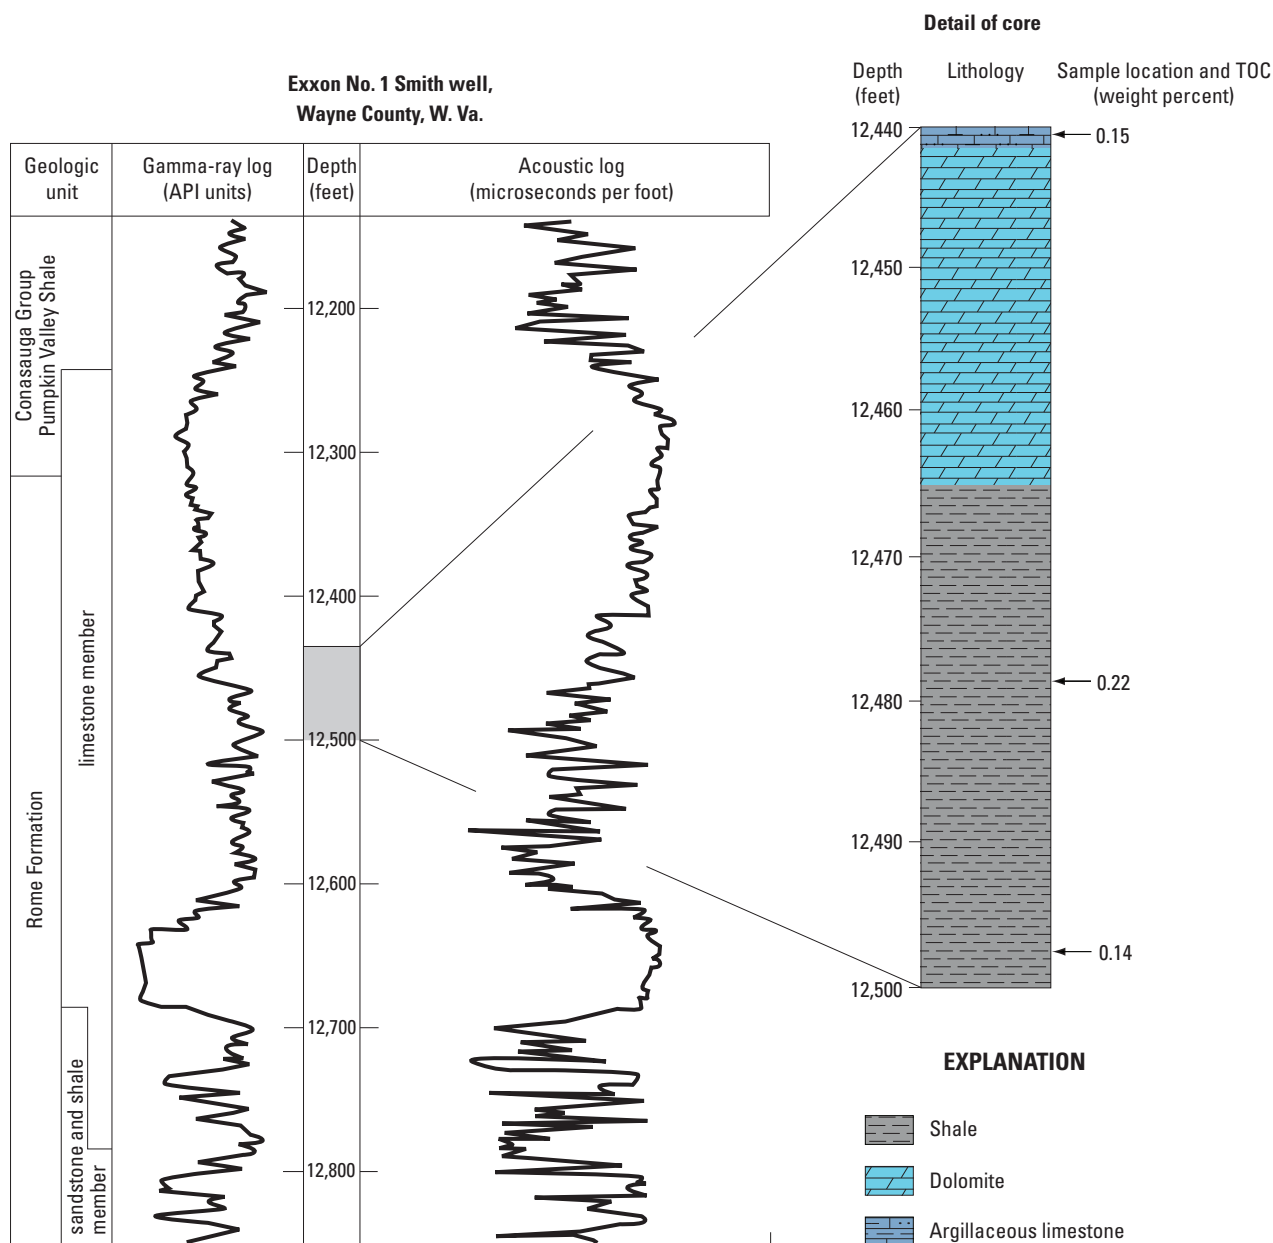 Exxon No. 1 Smith well,
Wayne County, W. Va.
Geologic
unit
Gamma-ray log
(API units)
Depth
(feet)
Acoustic log
(microseconds per foot)
Conasauga Group
Pumpkin Valley Shale
Rome Formation
limestone member
sandstone and shale
member
12,200
12,300
12,400
12,500
12,600
12,700
12,800
Detail of core
Depth
(feet)
Lithology
Sample location and TOC
(weight percent)
12,440
12,450
12,460
12,470
12,480
12,490
12,500
0.15
0.22
0.14
EXPLANATION
Shale
Dolomite
Argillaceous limestone